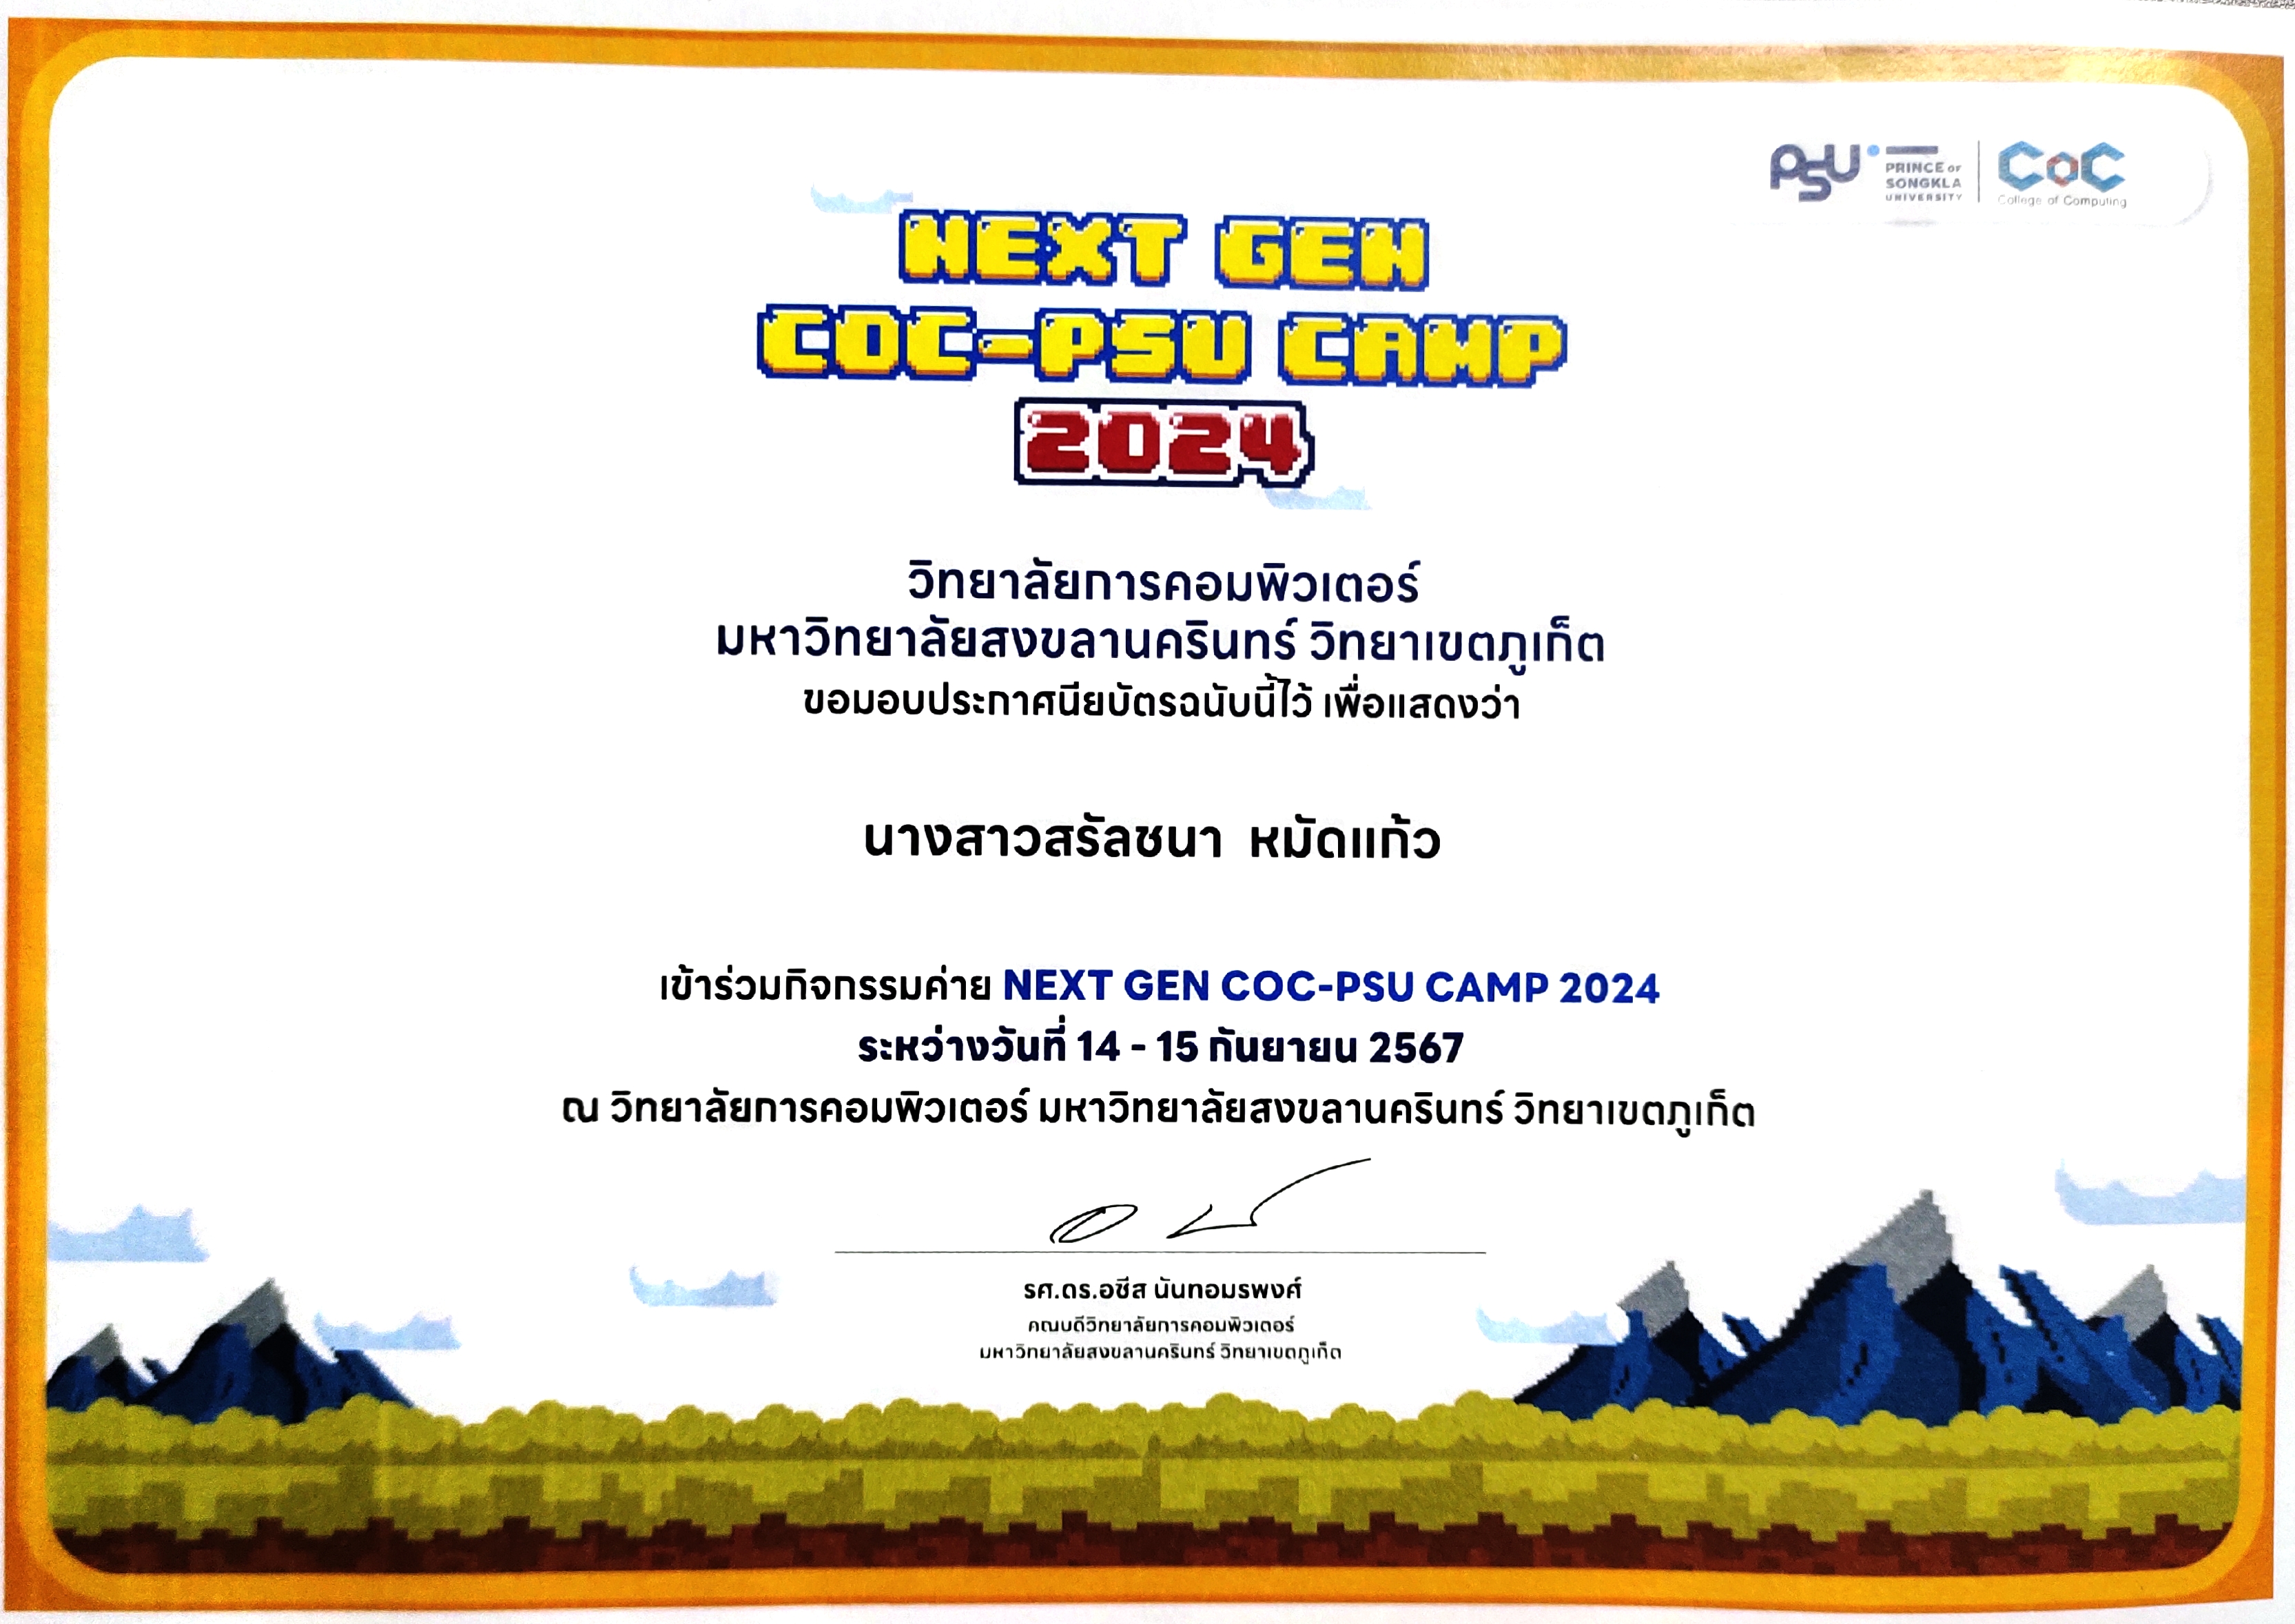 PSU PRINCE OF SONGKLA UNIVERSITY
CoC College of Computing
NEXT GEN
COC-PSU CAMP
2024
วิทยาลัยการคอมพิวเตอร์
มหาวิทยาลัยสงขลานครินทร์ วิทยาเขตภูเก็ต
ขอมอบประกาศนียบัตรฉนับนี้ไว้ เพื่อแสดงว่า
นางสาวสรัลชนา หมัดแก้ว
เข้าร่วมกิจกรรมค่าย NEXT GEN COC-PSU CAMP 2024
ระหว่างวันที่ 14 - 15 กันยายน 2567
ณ วิทยาลัยการคอมพิวเตอร์ มหาวิทยาลัยสงขลานครินทร์ วิทยาเขตภูเก็ต
รศ.ดร.อซีส นันทอมรพงศ์
คณบดีวิทยาลัยการคอมพิวเตอร์
มหาวิทยาลัยสงขลานครินทร์ วิทยาเขตภูเก็ต